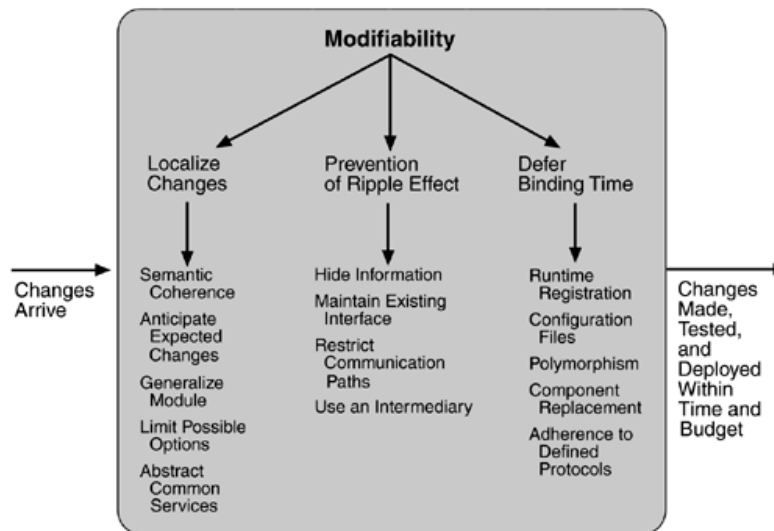 Modifiability
Localize
Changes
Prevention
of Ripple Effect
Defer
Binding Time
Changes
Arrive
Semantic
Coherence
Anticipate
Expected
Changes
Generalize
Module
Limit Possible
Options
Abstract
Common
Services
Hide Information
Maintain Existing
Interface
Restrict
Communication
Paths
Use an Intermediary
Runtime
Registration
Configuration
Files
Polymorphism
Component
Replacement
Adherence to
Defined
Protocols
Changes
Made,
Tested,
and
Deployed
Within
Time and
Budget